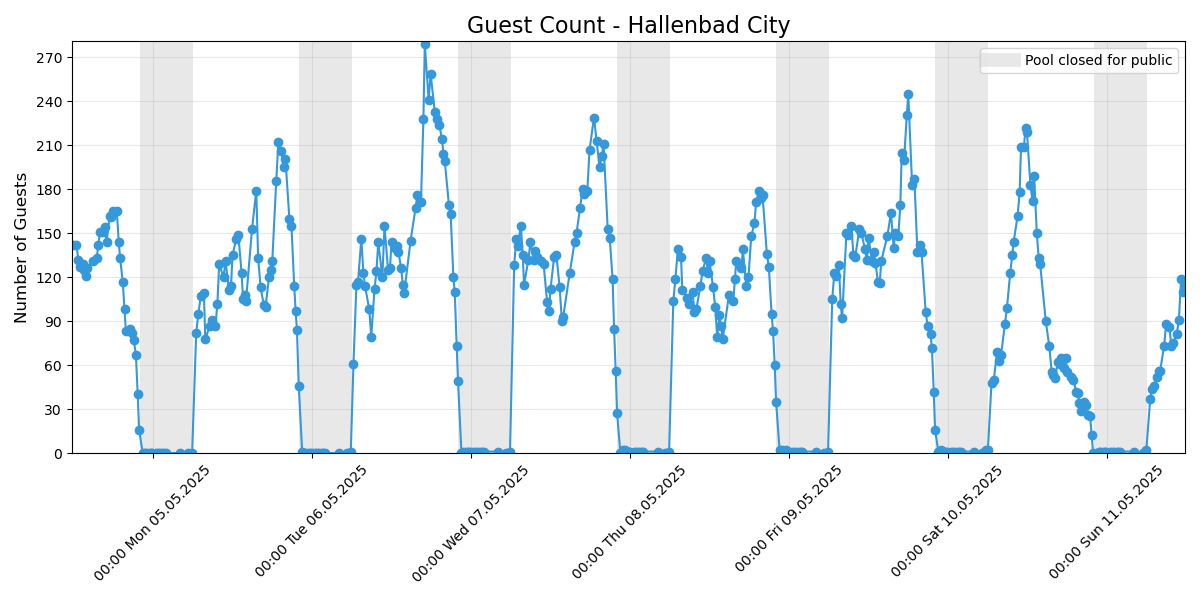 Guest Count - Hallenbad City
Pool closed for public
Number of Guests
270
240
210
180
150
120
90
60
30
0
00:00 Mon 05.05.2025
00:00 Tue 06.05.2025
00:00 Wed 07.05.2025
00:00 Thu 08.05.2025
00:00 Fri 09.05.2025
00:00 Sat 10.05.2025
00:00 Sun 11.05.2025